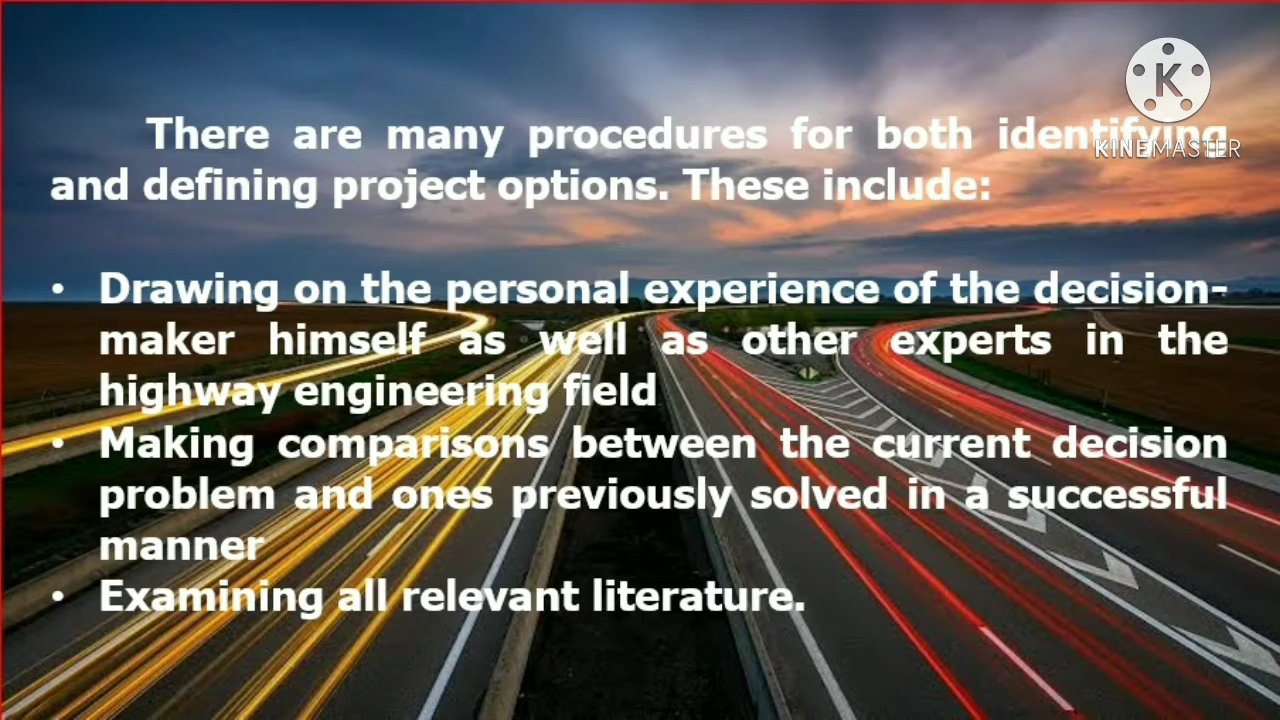 K
KINEMASTER
There are many procedures for both identifying
and defining project options. These include:
• Drawing on the personal experience of the decision-
maker himself as well as other experts in the
highway engineering field
• Making comparisons between the current decision
problem and ones previously solved in a successful
manner
• Examining all relevant literature.